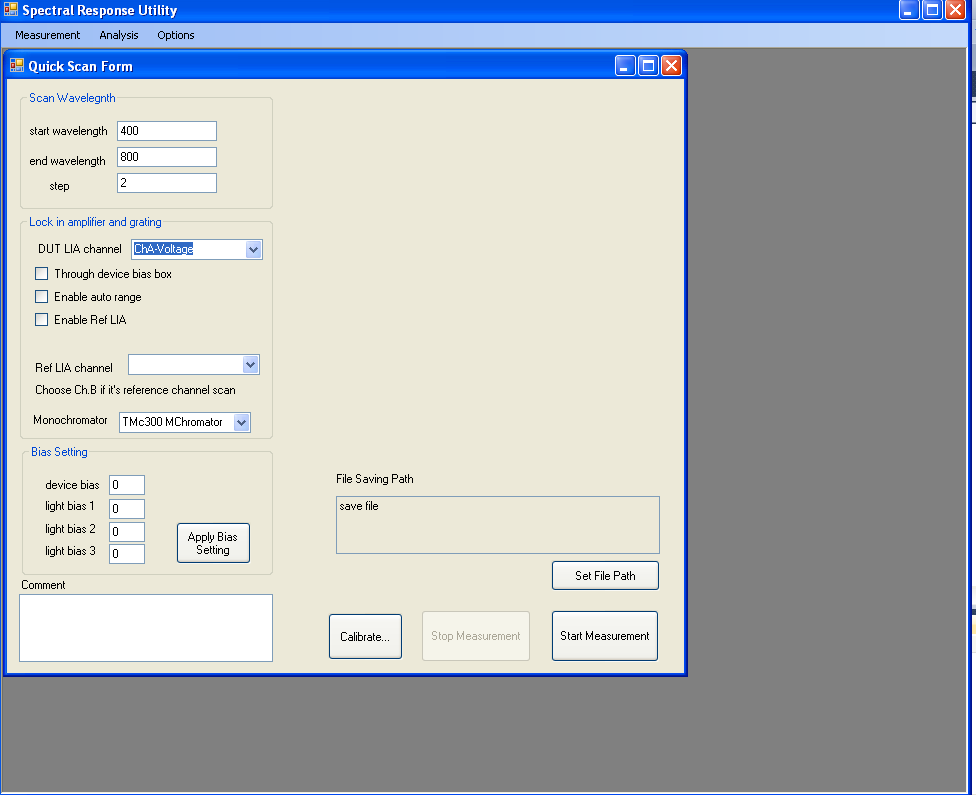 Spectral Response Utility
Measurement Analysis Options
Quick Scan Form
Scan Wavelegnth
start wavelength 400
end wavelength 800
step 2
Lock in amplifier and grating
DUT LIA channel ChA-Voltage
Through device bias box
Enable auto range
Enable Ref LIA
Ref LIA channel
Choose Ch.B if it's reference channel scan
Monochromator TMc300 MChromator
Bias Setting
device bias 0
light bias 1 0
light bias 2 0
light bias 3 0
Apply Bias
Setting
Comment
File Saving Path
save file
Set File Path
Calibrate... Stop Measurement Start Measurement